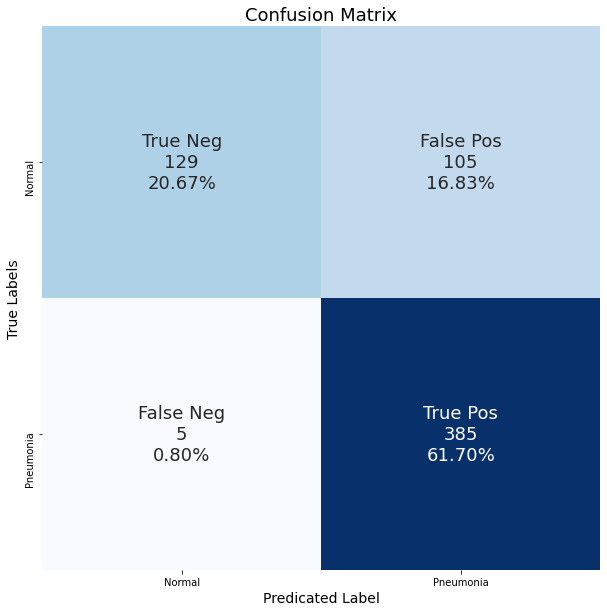 Confusion Matrix
True Neg
129
20.67%
False Pos
105
16.83%
Normal
True Labels
False Neg
5
0.80%
True Pos
385
61.70%
Pneumonia
Normal
Pneumonia
Predicated Label